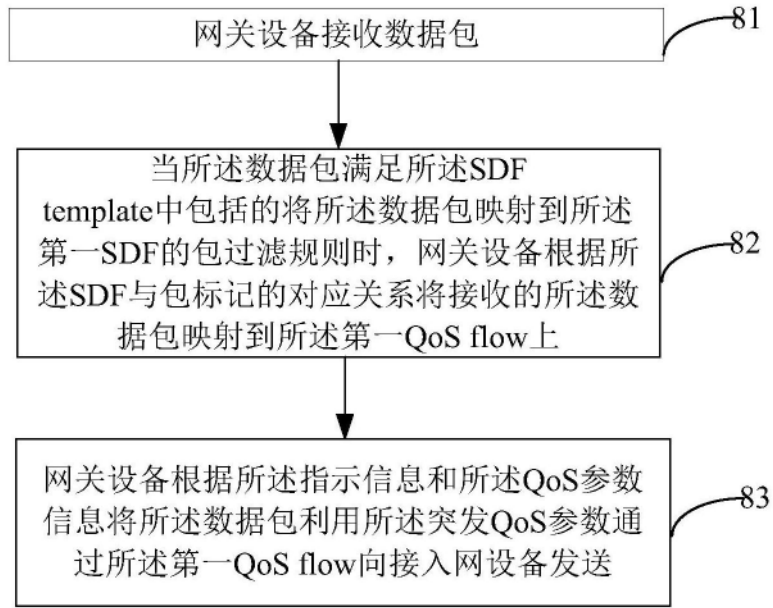 网关设备接收数据包
81
当所述数据包满足所述SDF
template中包括的将所述数据包映射到所述
第一SDF的包过滤规则时，网关设备根据所
述SDF与包标记的对应关系将接收的所述数
据包映射到所述第一QoS flow上
82
网关设备根据所述指示信息和所述QoS参数
信息将所述数据包利用所述突发QoS参数通
过所述第一QoS flow向接入网设备发送
83